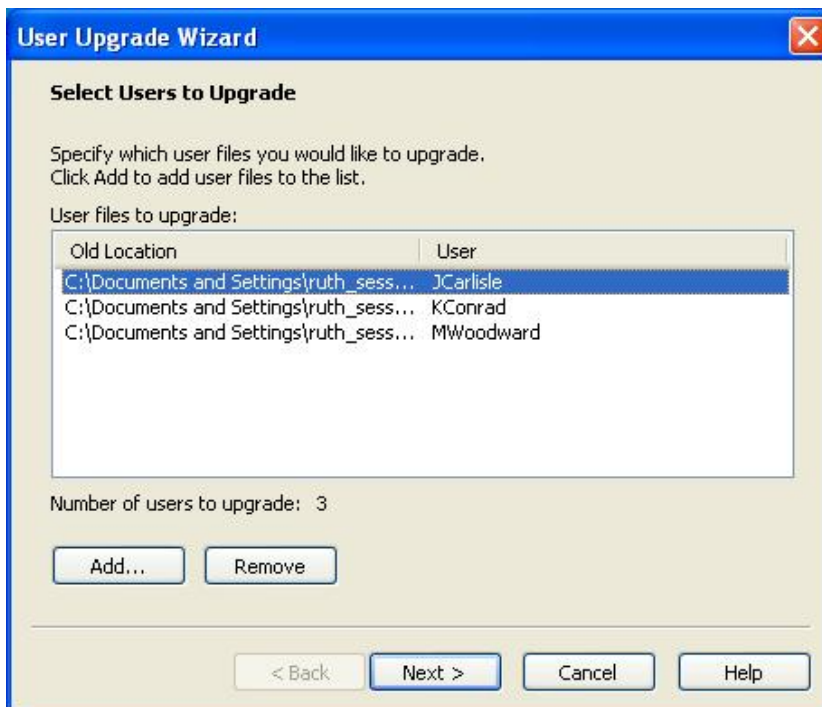 User Upgrade Wizard
Select Users to Upgrade
Specify which user files you would like to upgrade.
Click Add to add user files to the list.
User files to upgrade:
Old Location User
C:\Documents and Settings\ruth_sess... JCarlisle
C:\Documents and Settings\ruth_sess... KConrad
C:\Documents and Settings\ruth_sess... MWoodward
Number of users to upgrade: 3
Add... Remove
< Back Next > Cancel Help